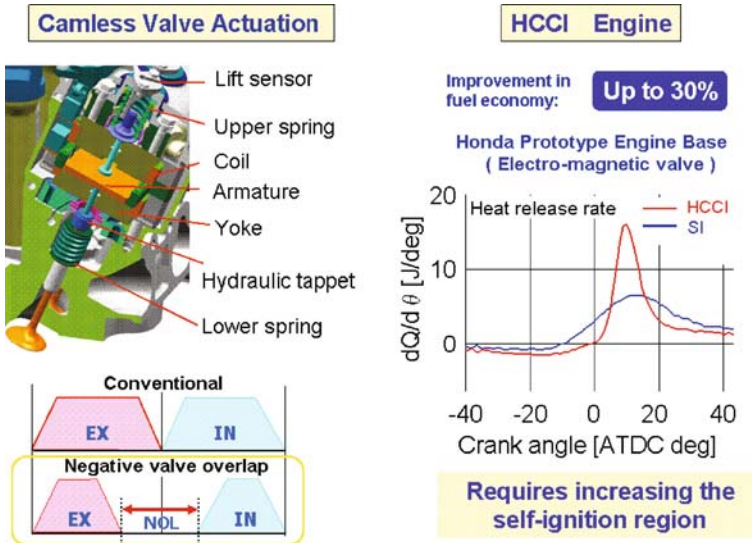 Camless Valve Actuation
Lift sensor
Upper spring
Coil
Armature
Yoke
Hydraulic tappet
Lower spring
Conventional
EX
IN
Negative valve overlap
EX
NOL
IN
HCCI Engine
Improvement in
fuel economy:
Up to 30%
Honda Prototype Engine Base
( Electro-magnetic valve )
Heat release rate
HCCI
SI
dQ/d θ [J/deg]
20
10
0
-40
-20
0
20
40
Crank angle [ATDC deg]
Requires increasing the
self-ignition region